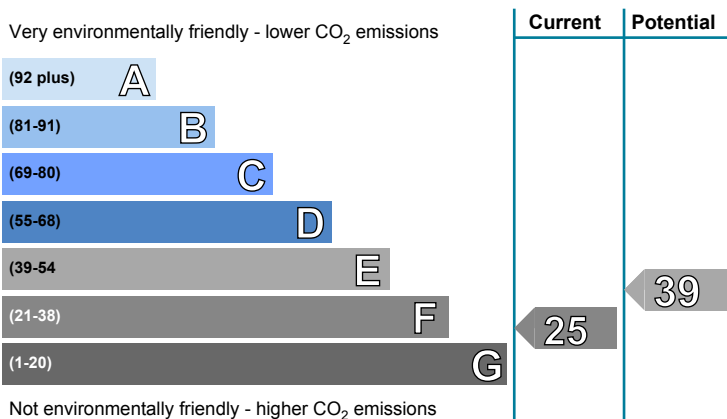 Very environmentally friendly - lower CO₂ emissions
Current
Potential
(92 plus) A
(81-91) B
(69-80) C
(55-68) D
(39-54 E
(21-38) F
(1-20) G
39
25
Not environmentally friendly - higher CO₂ emissions